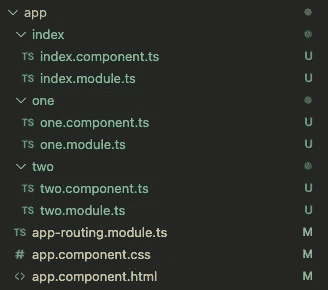 app
index
TS index.component.ts U
TS index.module.ts U
one
TS one.component.ts U
TS one.module.ts U
two
TS two.component.ts U
TS two.module.ts U
TS app-routing.module.ts M
# app.component.css M
<> app.component.html M